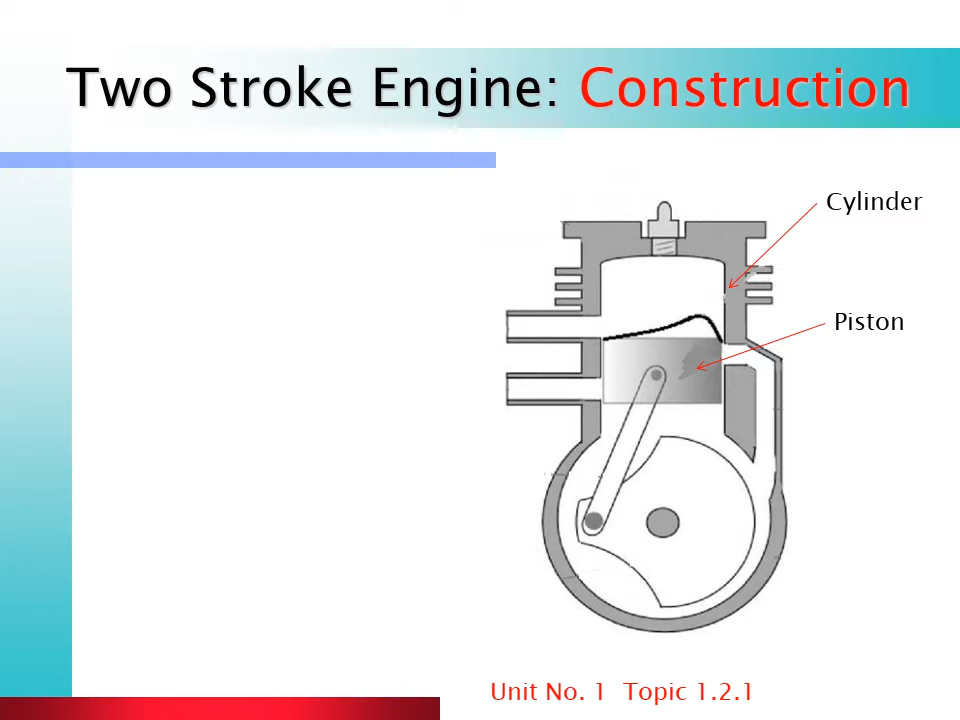 Two Stroke Engine: Construction
Cylinder
Piston
Unit No. 1 Topic 1.2.1